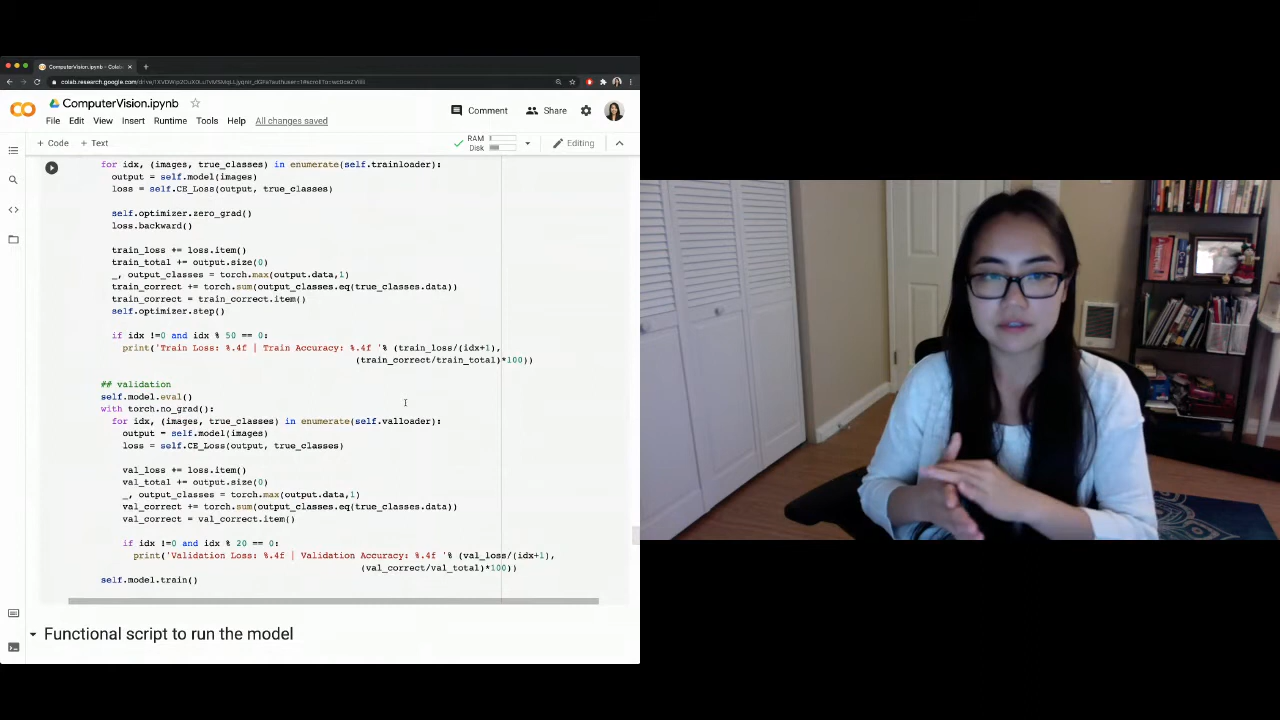 ComputerVision.ipynb - Colab
ComputerVision.ipynb
Comment
Share
File Edit View Insert Runtime Tools Help All changes saved
+ Code + Text
RAM
Disk
Editing
for idx, (images, true_classes) in enumerate(self.trainloader):
output = self.model(images)
loss = self.CE_Loss(output, true_classes)
self.optimizer.zero_grad()
loss.backward()
train_loss += loss.item()
train_total += output.size(0)
_, output_classes = torch.max(output.data,1)
train_correct += torch.sum(output_classes.eq(true_classes.data))
train_correct = train_correct.item()
self.optimizer.step()
if idx !=0 and idx % 50 == 0:
print('Train Loss: %.4f | Train Accuracy: %.4f '% (train_loss/(idx+1),
(train_correct/train_total)*100))
## validation
self.model.eval()
with torch.no_grad():
for idx, (images, true_classes) in enumerate(self.valloader):
output = self.model(images)
loss = self.CE_Loss(output, true_classes)
val_loss += loss.item()
val_total += output.size(0)
_, output_classes = torch.max(output.data,1)
val_correct += torch.sum(output_classes.eq(true_classes.data))
val_correct = val_correct.item()
if idx !=0 and idx % 20 == 0:
print('Validation Loss: %.4f | Validation Accuracy: %.4f '% (val_loss/(idx+1),
(val_correct/val_total)*100))
self.model.train()
Functional script to run the model